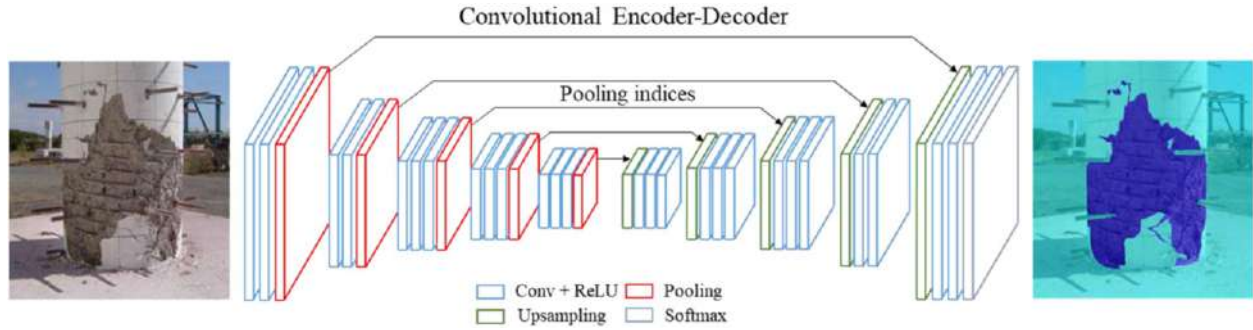 Convolutional Encoder-Decoder
Pooling indices
Conv + ReLU
Pooling
Upsampling
Softmax